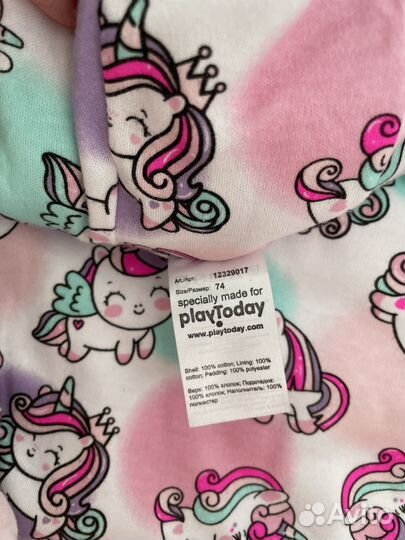 Art./Арт.: 12329017
Size/Размер: 74
specially made for
playToday
www.playtoday.com
Shell: 100% cotton; Lining: 100%
cotton; Padding: 100% polyester
Верх: 100% хлопок; Подкладка:
100% хлопок; Наполнитель: 100%
полиэстер
Avito